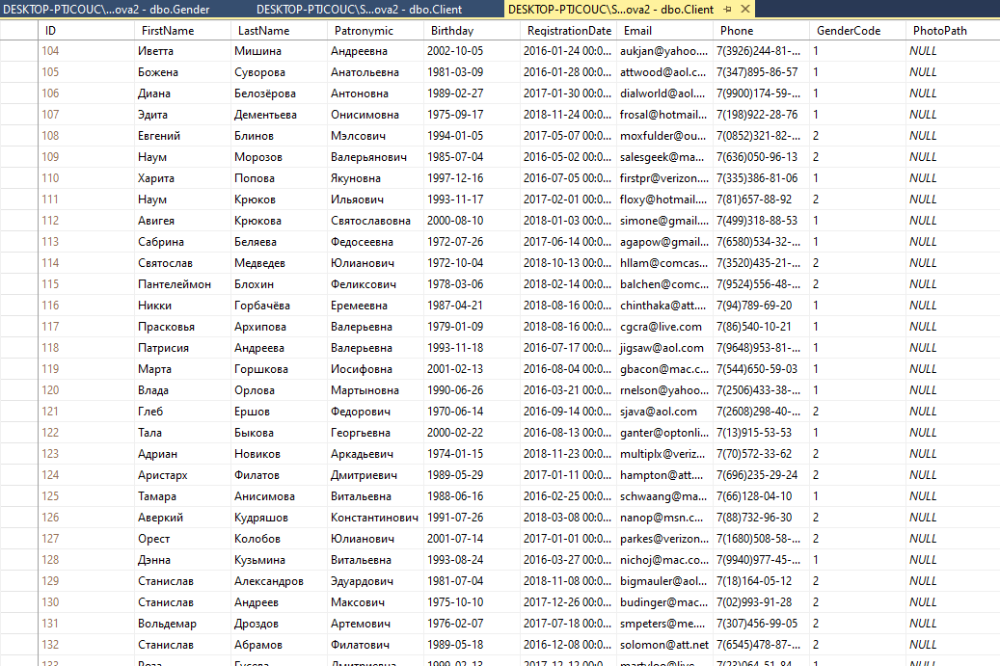 DESKTOP-PTJCOUC\...ova2 - dbo.Gender DESKTOP-PTJCOUC\S...ova2 - dbo.Client DESKTOP-PTJCOUC\S...ova2 - dbo.Client
ID FirstName LastName Patronymic Birthday RegistrationDate Email Phone GenderCode PhotoPath
104 Иветта Мишина Андреевна 2002-10-05 2016-01-24 00:0... aukjan@yahoo.... 7(3926)244-81-... 1 NULL
105 Божена Суворова Анатольевна 1981-03-09 2016-01-28 00:0... attwood@aol.c... 7(347)895-86-57 1 NULL
106 Диана Белозёрова Антоновна 1989-02-27 2017-01-30 00:0... dialworld@aol.... 7(9900)174-59-... 1 NULL
107 Эдита Дементьева Онисимовна 1975-09-17 2018-11-24 00:0... frosal@hotmail... 7(198)922-28-76 1 NULL
108 Евгений Блинов Мэлсович 1994-01-05 2017-05-07 00:0... moxfulder@ou... 7(0852)321-82-... 2 NULL
109 Наум Морозов Валерьянович 1985-07-04 2016-05-02 00:0... salesgeek@ma... 7(636)050-96-13 2 NULL
110 Харита Попова Якуновна 1997-12-16 2016-07-05 00:0... firstpr@verizon.... 7(335)386-81-06 1 NULL
111 Наум Крюков Ильяович 1993-11-17 2017-02-01 00:0... floxy@hotmail.... 7(81)657-88-92 2 NULL
112 Авигея Крюкова Святославовна 2000-08-10 2018-01-03 00:0... simone@gmail.... 7(499)318-88-53 1 NULL
113 Сабрина Беляева Федосеевна 1972-07-26 2017-06-14 00:0... agapow@gmail... 7(6580)534-32-... 1 NULL
114 Святослав Медведев Юлианович 1972-10-04 2018-10-13 00:0... hllam@comcas... 7(3520)435-21-... 2 NULL
115 Пантелеймон Блохин Феликсович 1978-03-06 2018-02-14 00:0... balchen@comc... 7(9524)556-48-... 2 NULL
116 Никки Горбачёва Еремеевна 1987-04-21 2018-08-16 00:0... chinthaka@att.... 7(94)789-69-20 1 NULL
117 Прасковья Архипова Валерьевна 1979-01-09 2018-08-16 00:0... cgcra@live.com 7(86)540-10-21 1 NULL
118 Патрисия Андреева Валерьевна 1993-11-18 2016-07-17 00:0... jigsaw@aol.com 7(9648)953-81-... 1 NULL
119 Марта Горшкова Иосифовна 2001-02-13 2016-08-04 00:0... gbacon@mac.c... 7(544)650-59-03 1 NULL
120 Влада Орлова Мартыновна 1990-06-26 2016-03-21 00:0... rnelson@yahoo... 7(2506)433-38-... 1 NULL
121 Глеб Ершов Федорович 1970-06-14 2016-09-14 00:0... sjava@aol.com 7(2608)298-40-... 2 NULL
122 Тала Быкова Георгьевна 2000-02-22 2016-08-13 00:0... ganter@optonli... 7(13)915-53-53 1 NULL
123 Адриан Новиков Аркадьевич 1974-01-15 2018-11-23 00:0... multiplx@veriz... 7(70)572-33-62 2 NULL
124 Аристарх Филатов Дмитриевич 1989-05-29 2017-01-11 00:0... hampton@att.... 7(696)235-29-24 2 NULL
125 Тамара Анисимова Витальевна 1988-06-16 2016-02-25 00:0... schwaang@ma... 7(66)128-04-10 1 NULL
126 Аверкий Кудряшов Константинович 1991-07-26 2018-03-08 00:0... nanop@msn.c... 7(88)732-96-30 2 NULL
127 Орест Колобов Юлианович 2001-07-14 2017-01-01 00:0... parkes@verizon... 7(1680)508-58-... 2 NULL
128 Дэнна Кузьмина Витальевна 1993-08-24 2016-03-27 00:0... nichoj@mac.co... 7(9940)977-45-... 1 NULL
129 Станислав Александров Эдуардович 1981-07-04 2018-11-08 00:0... bigmauler@aol... 7(18)164-05-12 2 NULL
130 Станислав Андреев Максович 1975-10-10 2017-12-26 00:0... budinger@mac... 7(02)993-91-28 2 NULL
131 Вольдемар Дроздов Артемович 1976-02-07 2017-07-18 00:0... smpeters@me.... 7(307)456-99-05 2 NULL
132 Станислав Абрамов Филатович 1989-05-18 2016-12-08 00:0... solomon@att.net 7(6545)478-87-... 2 NULL